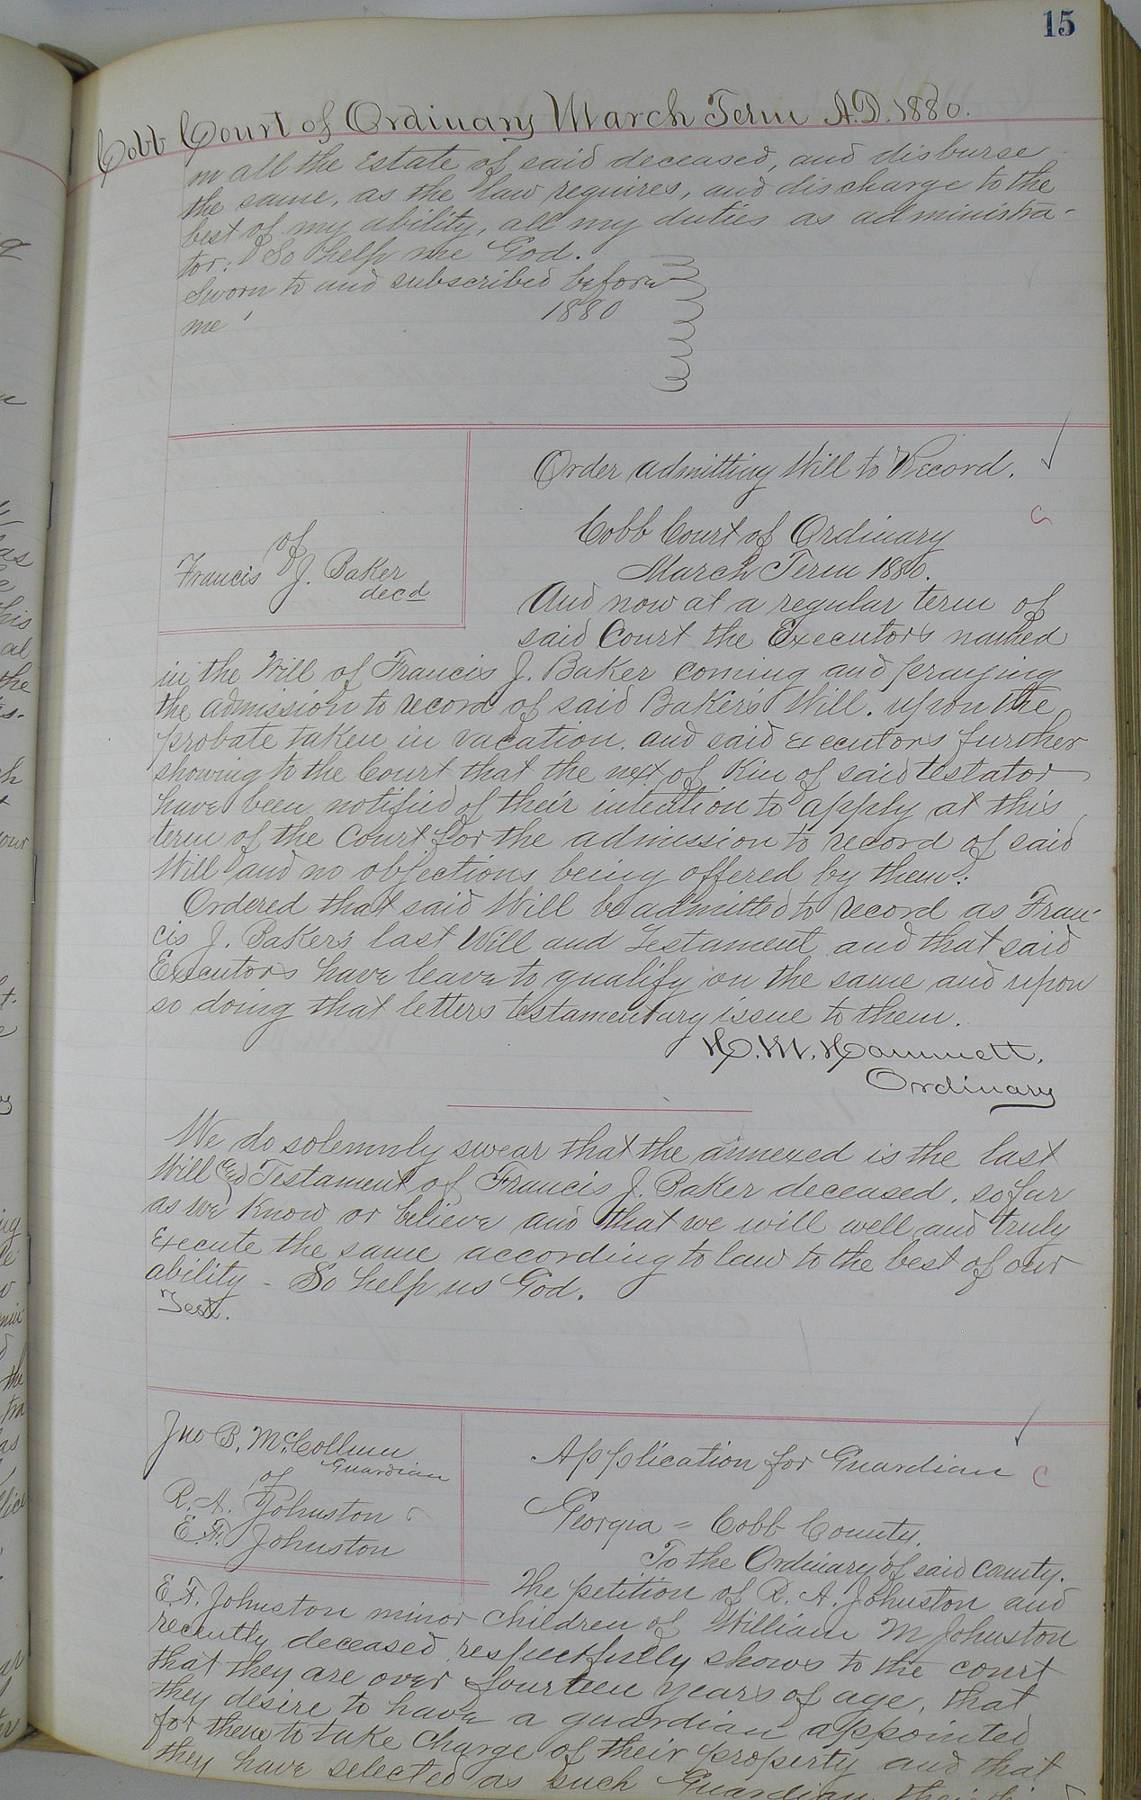 15
Cobb Court of Ordinary March Term A.D. 1880.
in all the Estate of said deceased, and disburse
the same, as the law requires, and discharge to the
best of my ability, all my duties as administra-
tor: So help me God.
Sworn to and subscribed before
me 1880
Order admitting Will to Record.
of
Francis J. Baker
decd
Cobb Court of Ordinary
March Term 1880.
And now at a regular term of
said Court the Executors named
in the Will of Francis J. Baker coming and praying
the admission to record of said Baker's Will. upon the
probate taken in vacation. and said executors further
showing to the Court that the next of Kin of said testator
have been notified of their intention to apply at this
term of the Court for the admission to record of said
Will and no objections being offered by them:
Ordered that said Will be admitted to record as Fran-
cis J. Baker's last Will and Testament and that said
Executors have leave to qualify on the same and upon
so doing that letters testamentary issue to them.
H. M. Hammett.
Ordinary
We do solemnly swear that the annexed is the last
Will and Testament of Francis J. Baker deceased. so far
as we Know or believe and that we will well and truly
Execute the same according to law to the best of our
ability - So help us God.
Test.
Jno B. McCollum
Guardian
of
R. A. Johnston
E. F. Johnston
Application for Guardian
Georgia = Cobb County.
To the Ordinary of said County.
The petition of R. A. Johnston and
E. F. Johnston minor children of William M Johnston
recently deceased respectfully shows to the court
that they are over fourteen years of age, that
they desire to have a guardian appointed
for them to take charge of their property and that
they have selected as such Guardian their